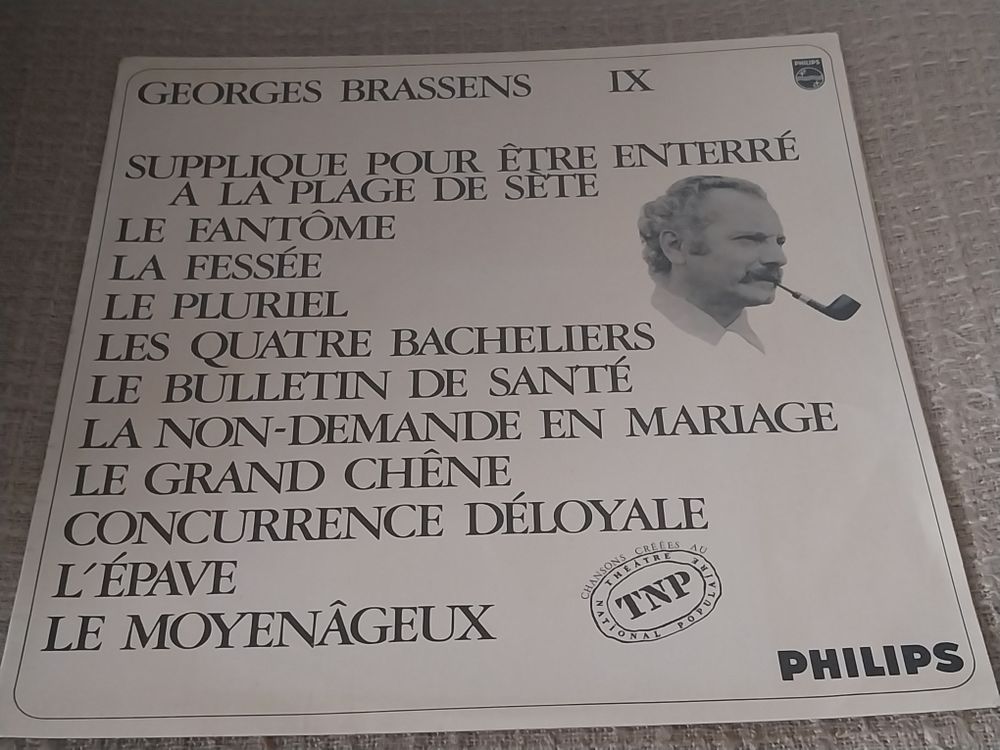 GEORGES BRASSENS IX
PHILIPS
SUPPLIQUE POUR ÊTRE ENTERRÉ
A LA PLAGE DE SÈTE
LE FANTÔME
LA FESSÉE
LE PLURIEL
LES QUATRE BACHELIERS
LE BULLETIN DE SANTÉ
LA NON-DEMANDE EN MARIAGE
LE GRAND CHÊNE
CONCURRENCE DÉLOYALE
L'ÉPAVE
LE MOYENÂGEUX
CHANSONS CRÉÉES AU
THÉATRE
NATIONAL POPULAIRE
TNP
PHILIPS